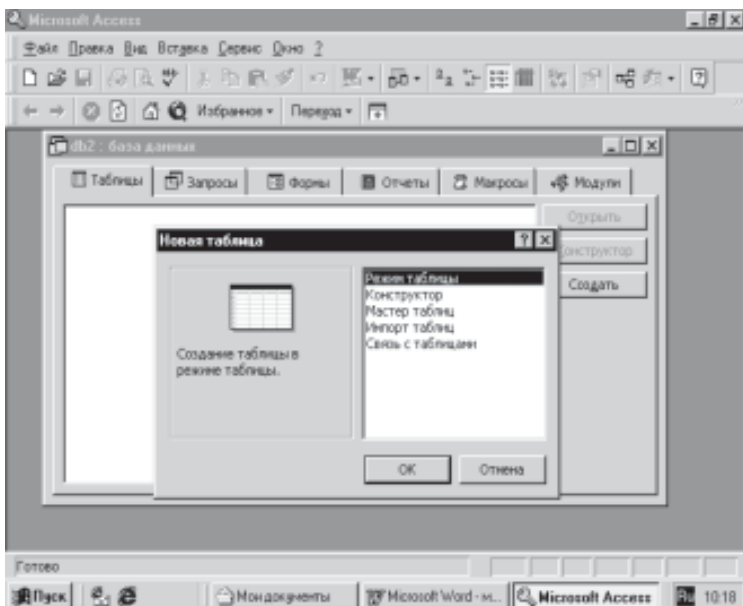 Microsoft Access
Файл Правка Вид Вставка Сервис Окно ?
Избранное Переход
db2 : база данных
Таблицы Запросы Формы Отчеты Макросы Модули
Открыть
Конструктор
Создать
Новая таблица
Режим таблицы
Конструктор
Мастер таблиц
Импорт таблиц
Связь с таблицами
Создание таблицы в
режиме таблицы.
OK Отмена
Готово
Пуск Мои документы Microsoft Word - м... Microsoft Access Ru 10:18